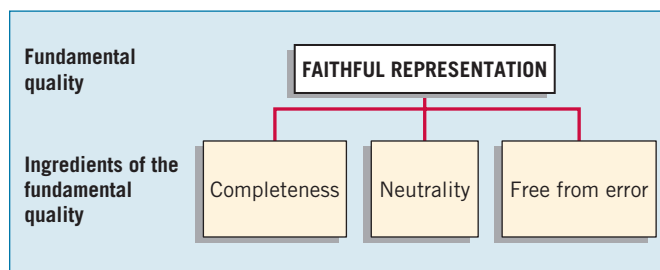 Fundamental
quality
FAITHFUL REPRESENTATION
Ingredients of the
fundamental
quality
Completeness
Neutrality
Free from error